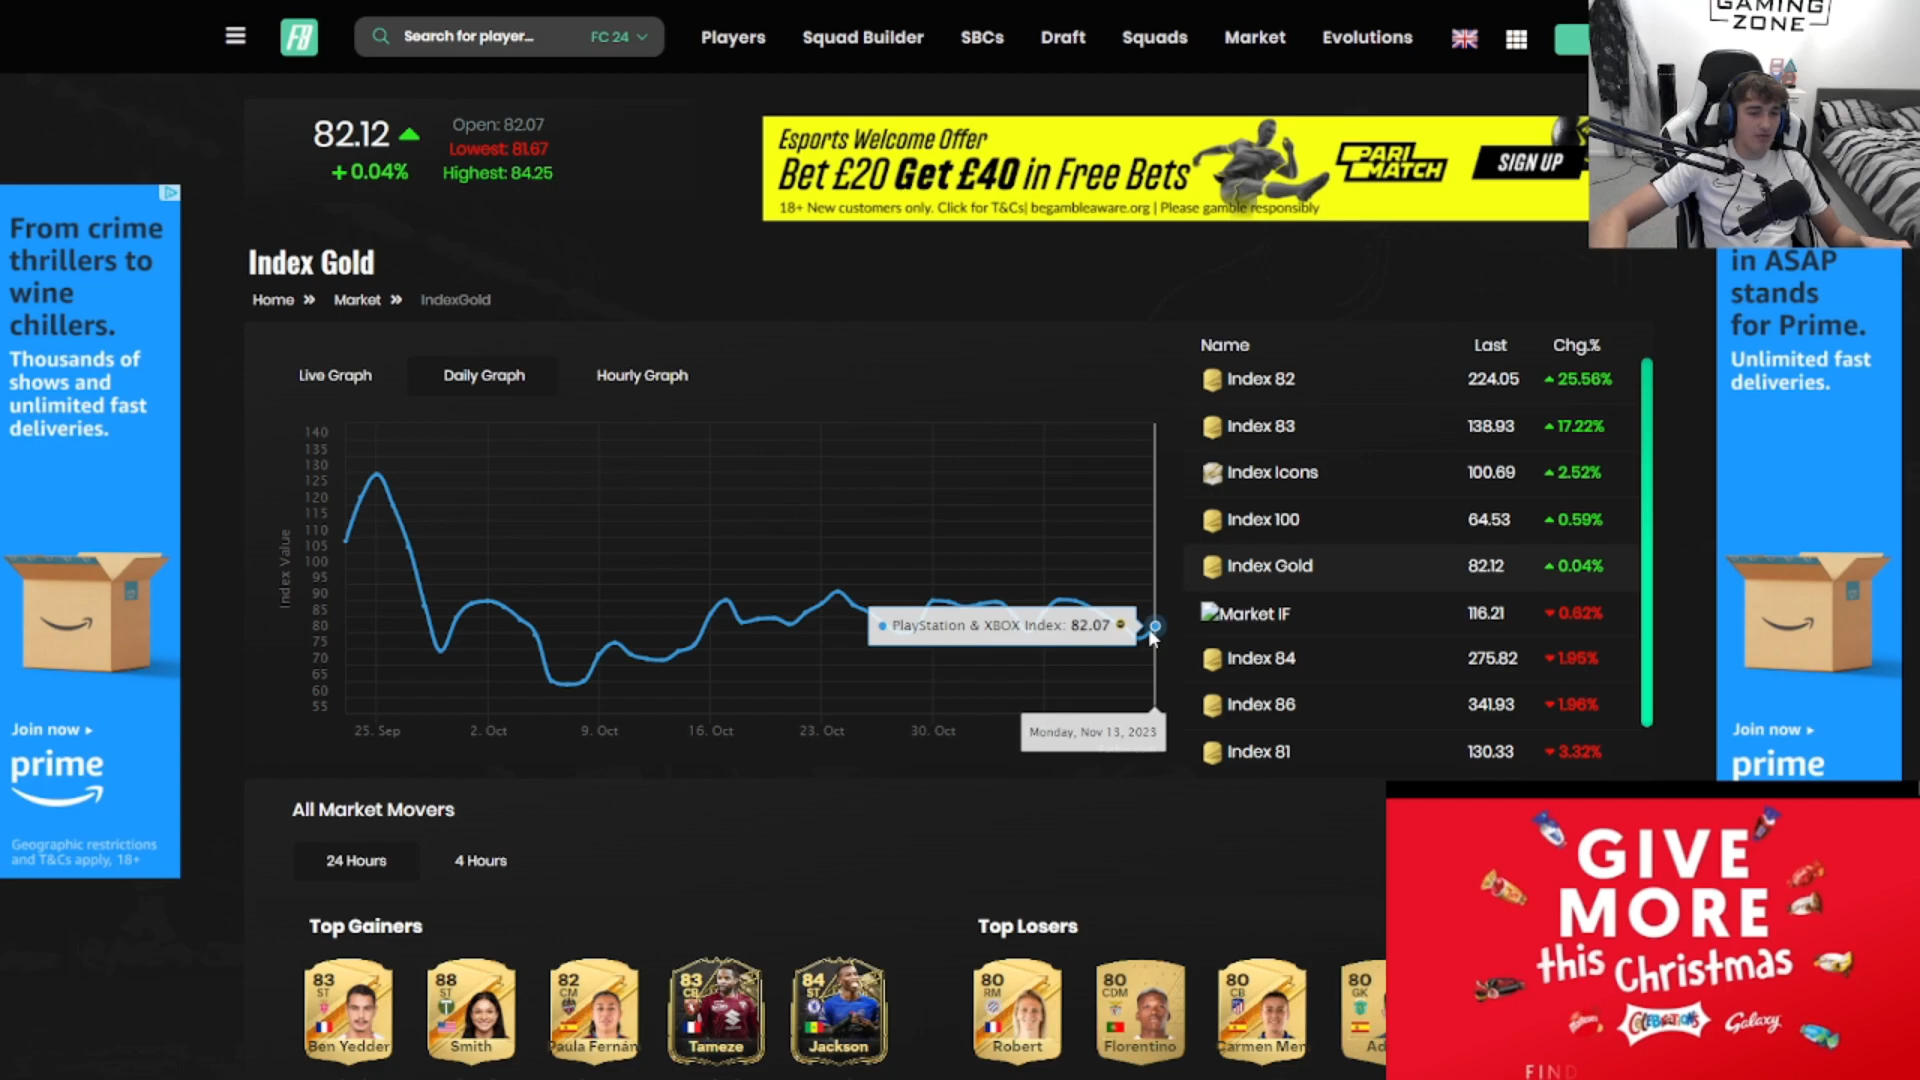 F8
Search for player...
FC 24
Players
Squad Builder
SBCs
Draft
Squads
Market
Evolutions
GAMING
ZONE
82.12
+0.04%
Open: 82.07
Lowest: 81.67
Highest: 84.25
Esports Welcome Offer
Bet £20 Get £40 in Free Bets
18+ New customers only. Click for T&Cs| begambleaware.org | Please gamble responsibly
PARI
MATCH
SIGN UP
From crime
thrillers to
wine
chillers.
Thousands of
shows and
unlimited fast
deliveries.
Join now ▸
prime
Geographic restrictions
and T&Cs apply, 18+
Index Gold
Home » Market » IndexGold
Live Graph
Daily Graph
Hourly Graph
Index Value
140
135
130
125
120
115
110
105
100
95
90
85
80
75
70
65
60
55
25. Sep
2. Oct
9. Oct
16. Oct
23. Oct
30. Oct
PlayStation & XBOX Index: 82.07
Monday, Nov 13, 2023
Name Last Chg.%
Index 82 224.05 25.56%
Index 83 138.93 17.22%
Index Icons 100.69 2.52%
Index 100 64.53 0.59%
Index Gold 82.12 0.04%
Market IF 116.21 0.62%
Index 84 275.82 1.95%
Index 86 341.93 1.96%
Index 81 130.33 3.32%
in ASAP
stands
for Prime.
Unlimited fast
deliveries.
Join now ▸
prime
All Market Movers
24 Hours
4 Hours
Top Gainers
83
ST
Ben Yedder
88
ST
Smith
82
CM
Paula Fernán
83
CB
Tameze
84
ST
Jackson
Top Losers
80
RM
Robert
80
CDM
Florentino
80
CB
Carmen Men
80
GK
Ad
GIVE
MORE
this Christmas
CELEBRATIONS
Galaxy
FIND